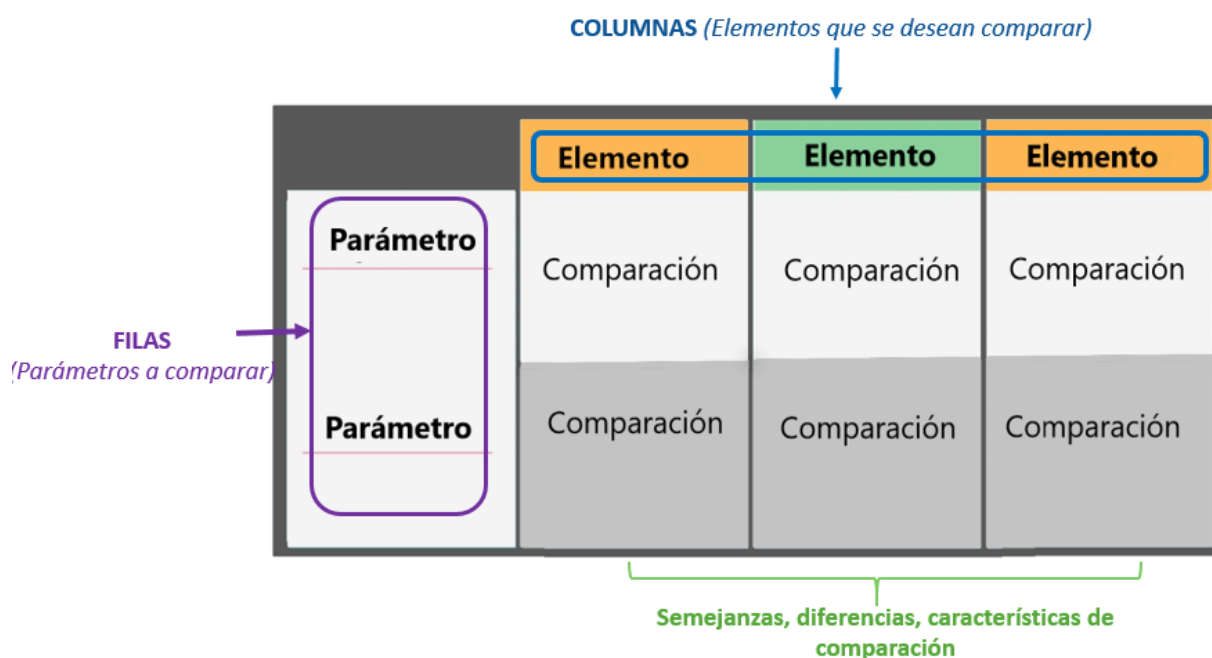 COLUMNAS (Elementos que se desean comparar)
Elemento Elemento Elemento
Parámetro
Comparación Comparación Comparación
FILAS
(Parámetros a comparar)
Parámetro
Comparación Comparación Comparación
Semejanzas, diferencias, características de
comparación